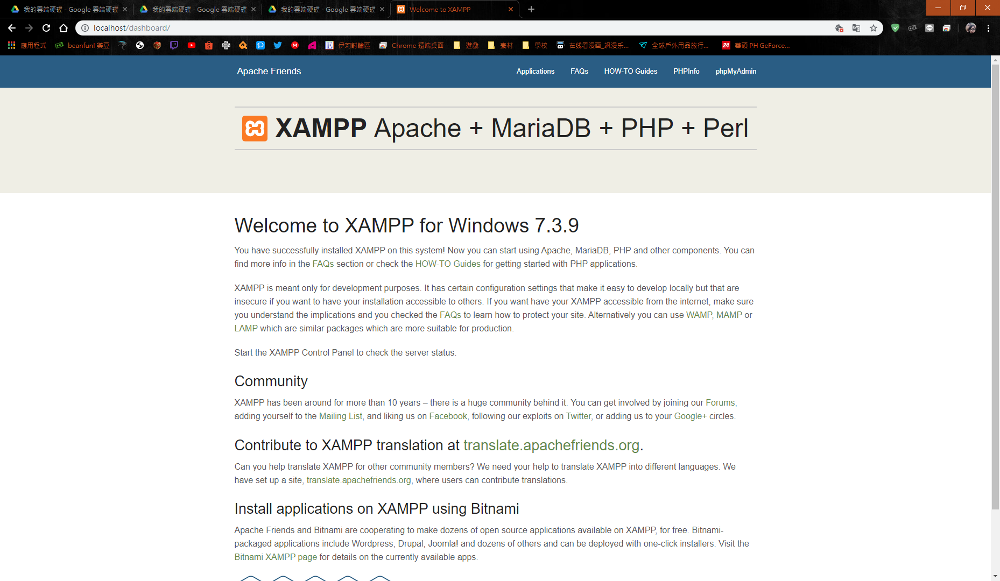 我的雲端硬碟 - Google 雲端硬碟
我的雲端硬碟 - Google 雲端硬碟
我的雲端硬碟 - Google 雲端硬碟
Welcome to XAMPP
localhost/dashboard/
應用程式
beanfun! 樂豆
伊莉討論區
Chrome 遠端桌面
遊戲
素材
學校
在线看漫画_飒漫乐...
全球戶外用品旅行...
華碩 PH GeForce...
Apache Friends
Applications
FAQs
HOW-TO Guides
PHPInfo
phpMyAdmin
XAMPP Apache + MariaDB + PHP + Perl
Welcome to XAMPP for Windows 7.3.9
You have successfully installed XAMPP on this system! Now you can start using Apache, MariaDB, PHP and other components. You can
find more info in the FAQs section or check the HOW-TO Guides for getting started with PHP applications.
XAMPP is meant only for development purposes. It has certain configuration settings that make it easy to develop locally but that are
insecure if you want to have your installation accessible to others. If you want have your XAMPP accessible from the internet, make sure
you understand the implications and you checked the FAQs to learn how to protect your site. Alternatively you can use WAMP, MAMP or
LAMP which are similar packages which are more suitable for production.
Start the XAMPP Control Panel to check the server status.
Community
XAMPP has been around for more than 10 years – there is a huge community behind it. You can get involved by joining our Forums,
adding yourself to the Mailing List, and liking us on Facebook, following our exploits on Twitter, or adding us to your Google+ circles.
Contribute to XAMPP translation at translate.apachefriends.org.
Can you help translate XAMPP for other community members? We need your help to translate XAMPP into different languages. We
have set up a site, translate.apachefriends.org, where users can contribute translations.
Install applications on XAMPP using Bitnami
Apache Friends and Bitnami are cooperating to make dozens of open source applications available on XAMPP, for free. Bitnami-
packaged applications include Wordpress, Drupal, Joomla! and dozens of others and can be deployed with one-click installers. Visit the
Bitnami XAMPP page for details on the currently available apps.